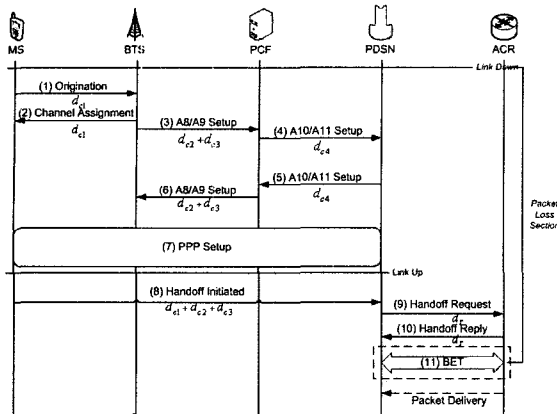 MS BTS PCF PDSN ACR
Link Down
(1) Origination
d_c1
(2) Channel Assignment
d_c1
(3) A8/A9 Setup
d_c2 + d_c3
(4) A10/A11 Setup
d_c4
(5) A10/A11 Setup
d_c4
(6) A8/A9 Setup
d_c2 + d_c3
Packet
Loss
Section
(7) PPP Setup
Link Up
(8) Handoff Initiated
d_c1 + d_c2 + d_c3
(9) Handoff Request
d_r
(10) Handoff Reply
d_r
(11) BET
Packet Delivery